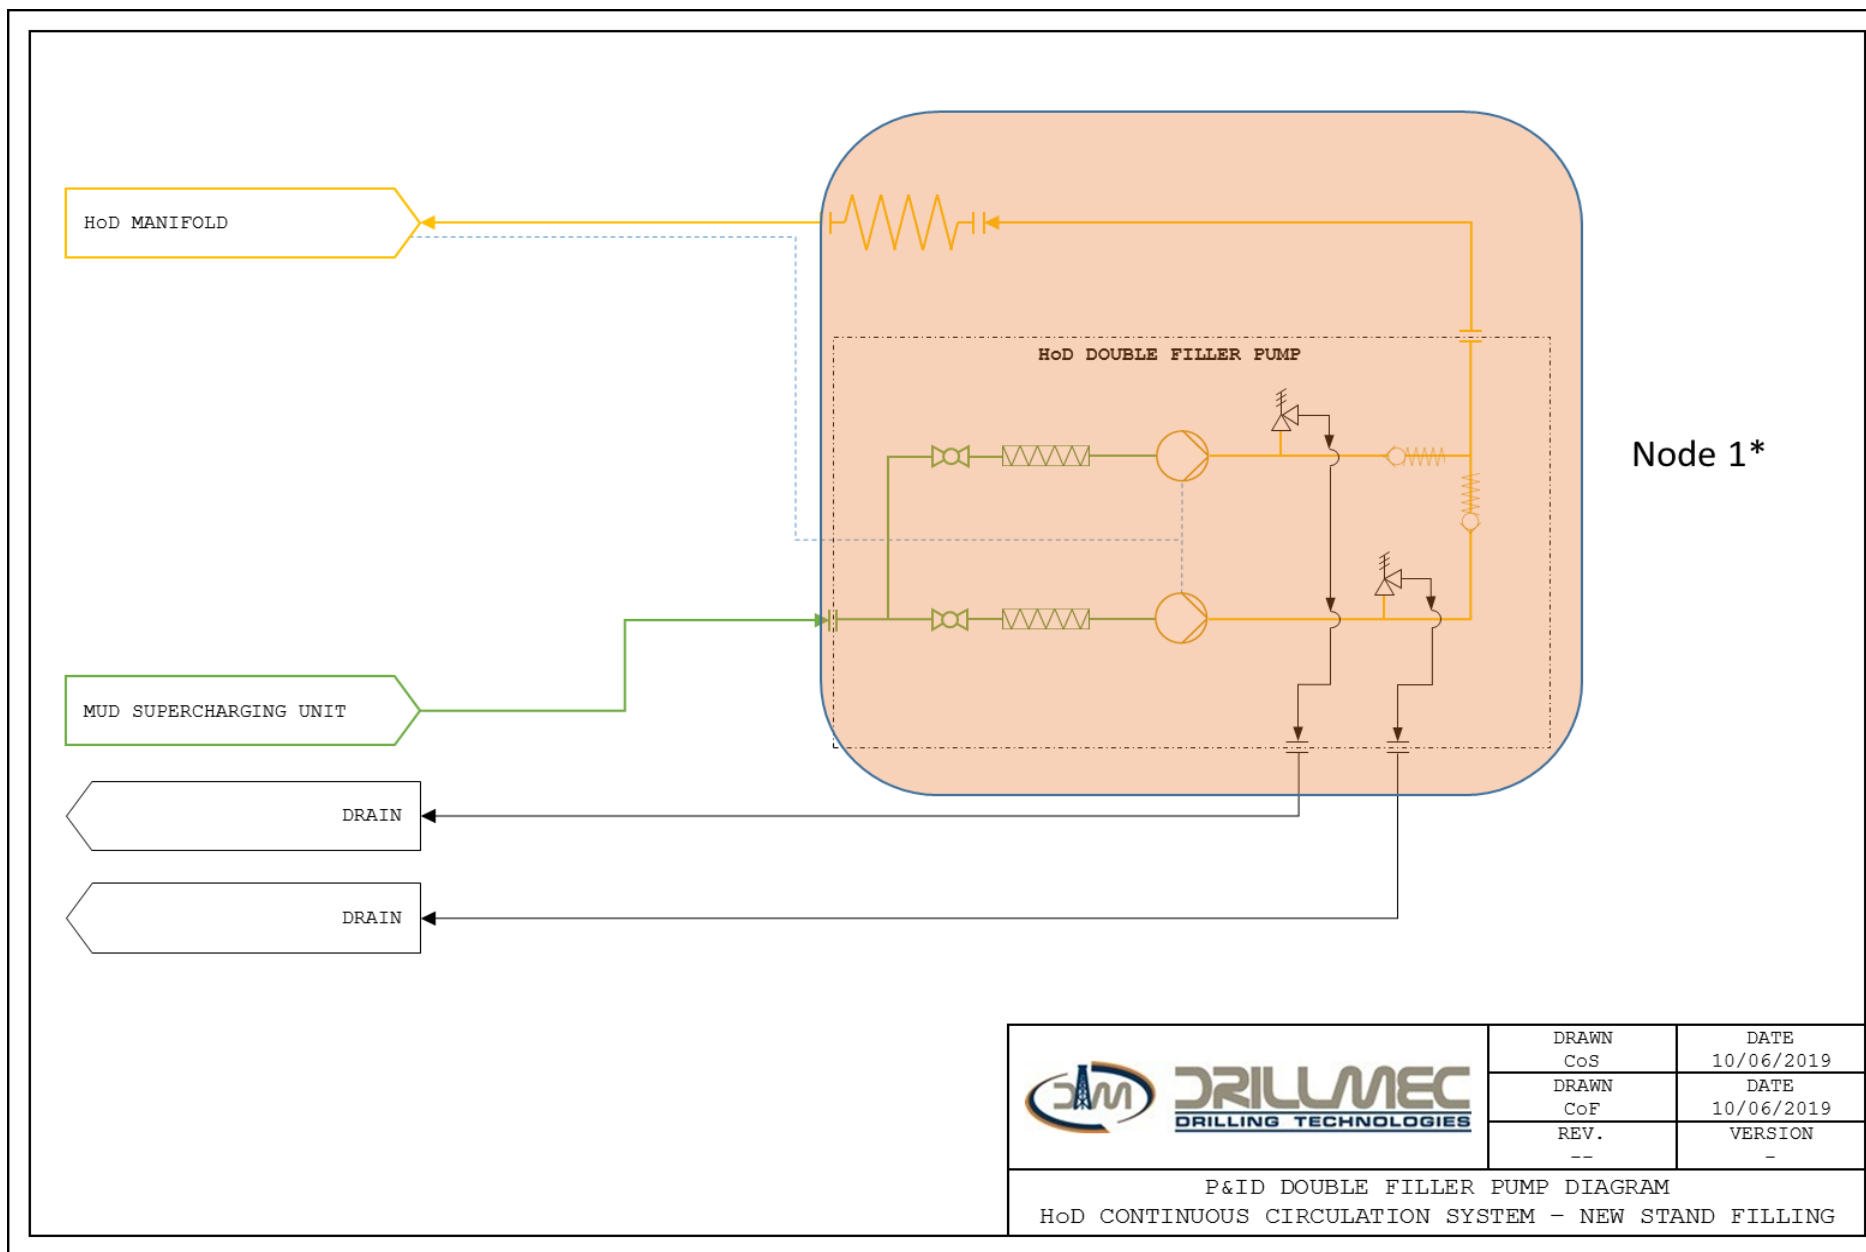 HoD MANIFOLD
HoD DOUBLE FILLER PUMP
Node 1*
MUD SUPERCHARGING UNIT
DRAIN
DRAIN
DM
DRILLMEC
DRILLING TECHNOLOGIES
DRAWN
CoS
DATE
10/06/2019
DRAWN
CoF
DATE
10/06/2019
REV.
--
VERSION
-
P&ID DOUBLE FILLER PUMP DIAGRAM
HoD CONTINUOUS CIRCULATION SYSTEM - NEW STAND FILLING